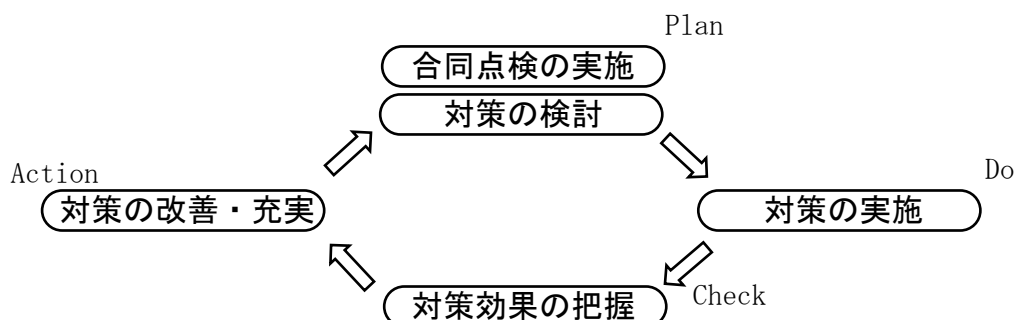 Plan
合同点検の実施
対策の検討
Action
Do
対策の改善・充実
対策の実施
対策効果の把握
Check